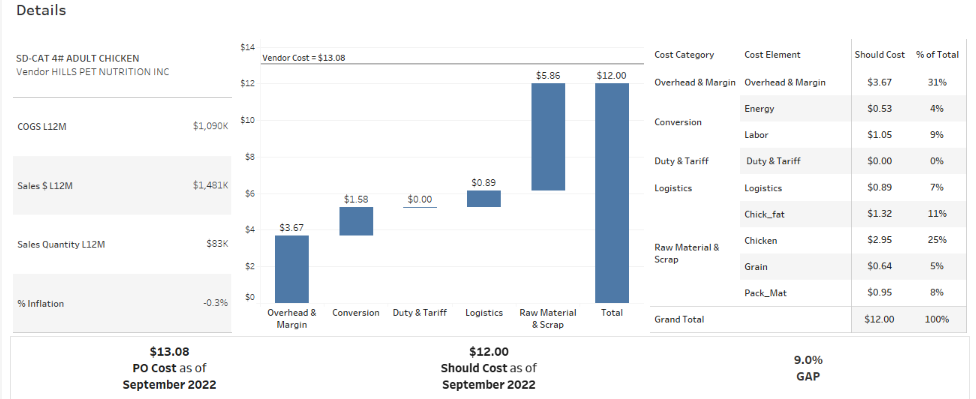 Details
SD-CAT 4# ADULT CHICKEN
Vendor HILLS PET NUTRITION INC
COGS L12M $1,090K
Sales $ L12M $1,481K
Sales Quantity L12M $83K
% Inflation -0.3%
$14
$12
$10
$8
$6
$4
$2
$0
Vendor Cost = $13.08
$3.67
$1.58
$0.00
$0.89
$5.86
$12.00
Overhead &
Margin
Conversion
Duty & Tariff
Logistics
Raw Material
& Scrap
Total
Cost Category Cost Element Should Cost % of Total
Overhead & Margin Overhead & Margin $3.67 31%
Conversion
Energy $0.53 4%
Labor $1.05 9%
Duty & Tariff Duty & Tariff $0.00 0%
Logistics Logistics $0.89 7%
Raw Material &
Scrap
Chick_fat $1.32 11%
Chicken $2.95 25%
Grain $0.64 5%
Pack_Mat $0.95 8%
Grand Total $12.00 100%
$13.08
PO Cost as of
September 2022
$12.00
Should Cost as of
September 2022
9.0%
GAP